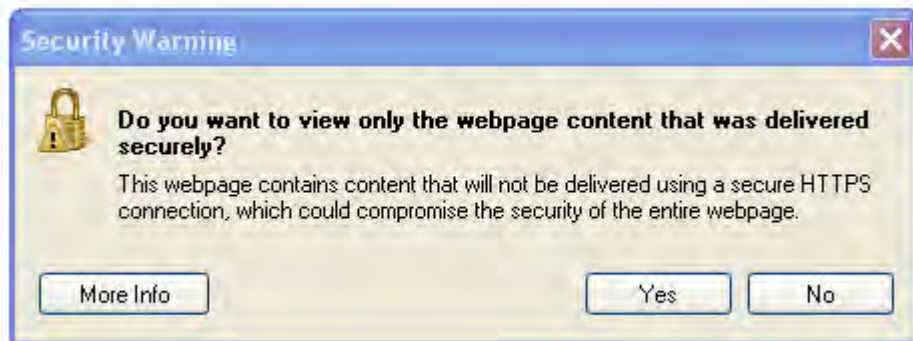 Security Warning
Do you want to view only the webpage content that was delivered
securely?
This webpage contains content that will not be delivered using a secure HTTPS
connection, which could compromise the security of the entire webpage.
More Info
Yes
No